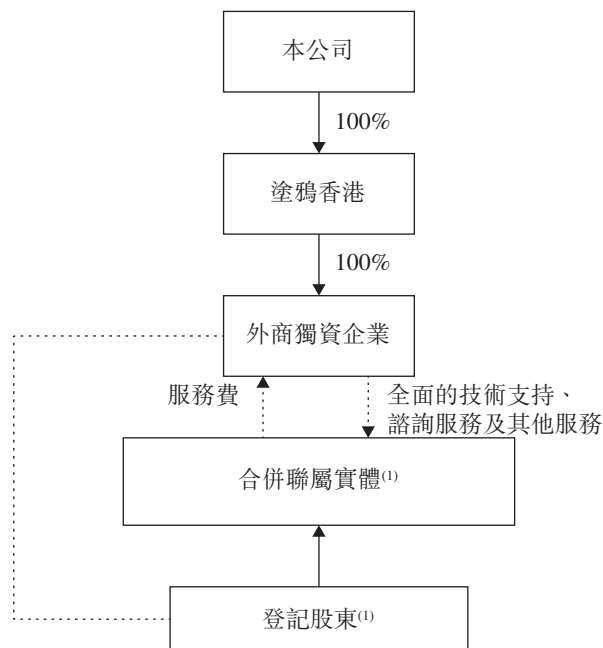 本公司
100%
塗鴉香港
100%
外商獨資企業
服務費
全面的技術支持、
諮詢服務及其他服務
合併聯屬實體(1)
登記股東(1)